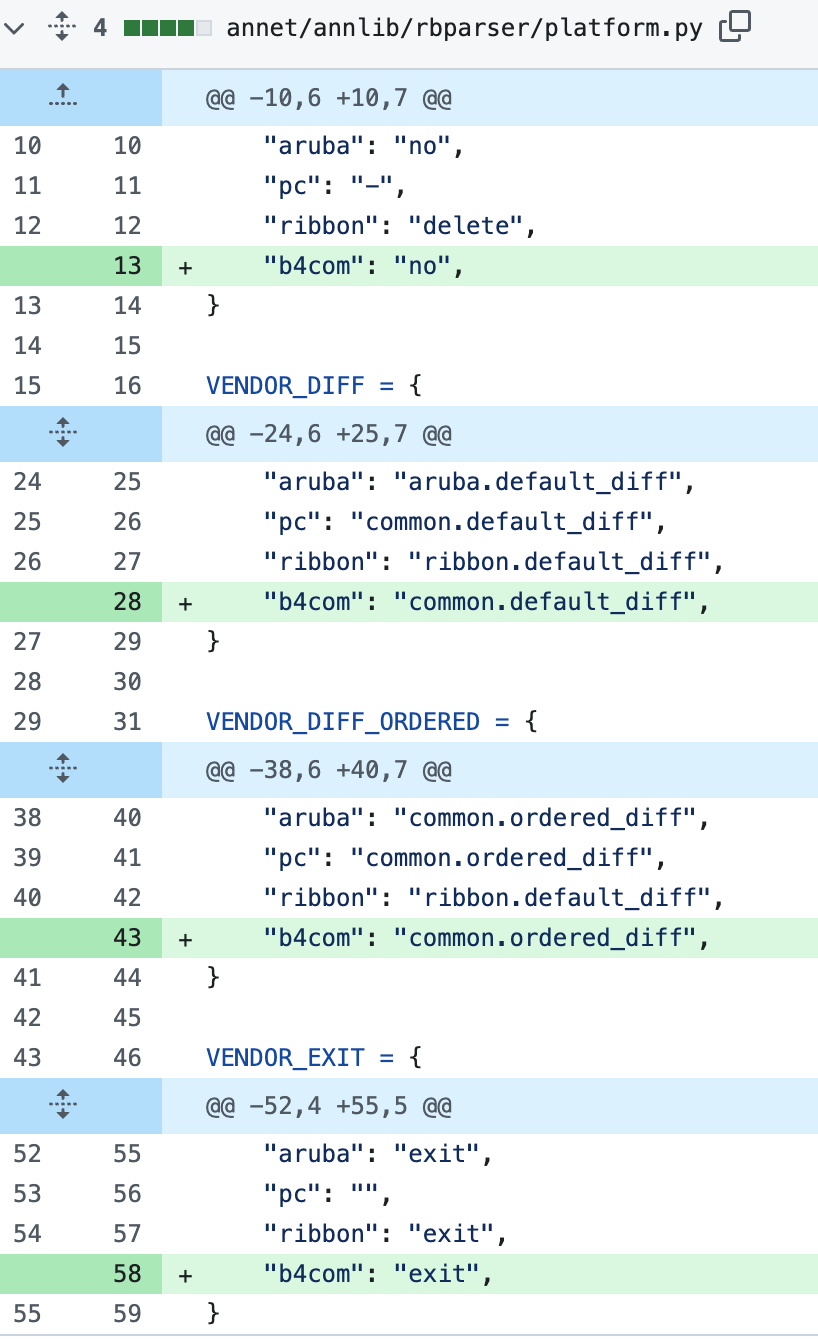 4 annet/annlib/rbparser/platform.py
@@ -10,6 +10,7 @@
10 10 "aruba": "no",
11 11 "pc": "-",
12 12 "ribbon": "delete",
13 + "b4com": "no",
13 14 }
14 15
15 16 VENDOR_DIFF = {
@@ -24,6 +25,7 @@
24 25 "aruba": "aruba.default_diff",
25 26 "pc": "common.default_diff",
26 27 "ribbon": "ribbon.default_diff",
28 + "b4com": "common.default_diff",
27 29 }
28 30
29 31 VENDOR_DIFF_ORDERED = {
@@ -38,6 +40,7 @@
38 40 "aruba": "common.ordered_diff",
39 41 "pc": "common.ordered_diff",
40 42 "ribbon": "ribbon.default_diff",
43 + "b4com": "common.ordered_diff",
41 44 }
42 45
43 46 VENDOR_EXIT = {
@@ -52,4 +55,5 @@
52 55 "aruba": "exit",
53 56 "pc": "",
54 57 "ribbon": "exit",
58 + "b4com": "exit",
55 59 }